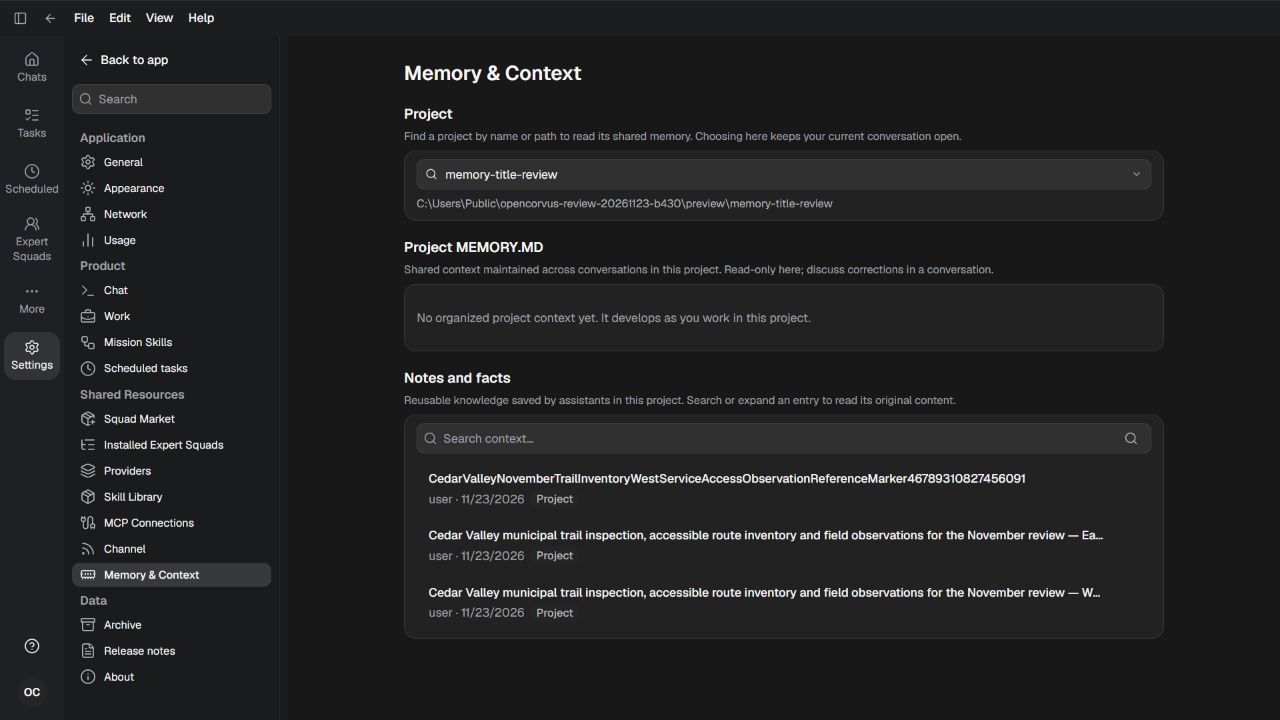 File Edit View Help
Chats
Tasks
Scheduled
Expert
Squads
More
Settings
OC
Back to app
Search
Application
General
Appearance
Network
Usage
Product
Chat
Work
Mission Skills
Scheduled tasks
Shared Resources
Squad Market
Installed Expert Squads
Providers
Skill Library
MCP Connections
Channel
Memory & Context
Data
Archive
Release notes
About
Memory & Context
Project
Find a project by name or path to read its shared memory. Choosing here keeps your current conversation open.
memory-title-review
C:\Users\Public\opencorvus-review-20261123-b430\preview\memory-title-review
Project MEMORY.MD
Shared context maintained across conversations in this project. Read-only here; discuss corrections in a conversation.
No organized project context yet. It develops as you work in this project.
Notes and facts
Reusable knowledge saved by assistants in this project. Search or expand an entry to read its original content.
Search context...
CedarValleyNovemberTrailInventoryWestServiceAccessObservationReferenceMarker46789310827456091
user · 11/23/2026 Project
Cedar Valley municipal trail inspection, accessible route inventory and field observations for the November review — Ea...
user · 11/23/2026 Project
Cedar Valley municipal trail inspection, accessible route inventory and field observations for the November review — W...
user · 11/23/2026 Project